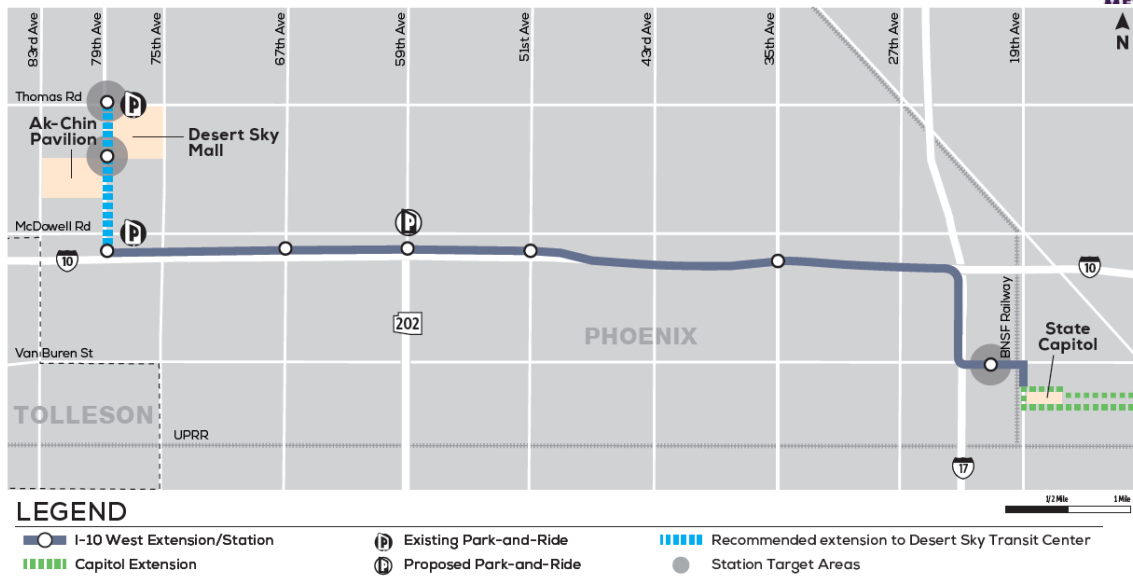 83rd Ave
79th Ave
75th Ave
67th Ave
59th Ave
51st Ave
43rd Ave
35th Ave
27th Ave
19th Ave
N
Thomas Rd
P
Ak-Chin
Pavilion
Desert Sky
Mall
McDowell Rd
P
P
10
10
202
BNSF Railway
PHOENIX
State
Capitol
Van Buren St
TOLLESON
UPRR
17
LEGEND
1/2 Mile
1 Mile
I-10 West Extension/Station
P Existing Park-and-Ride
Recommended extension to Desert Sky Transit Center
Capitol Extension
P Proposed Park-and-Ride
Station Target Areas